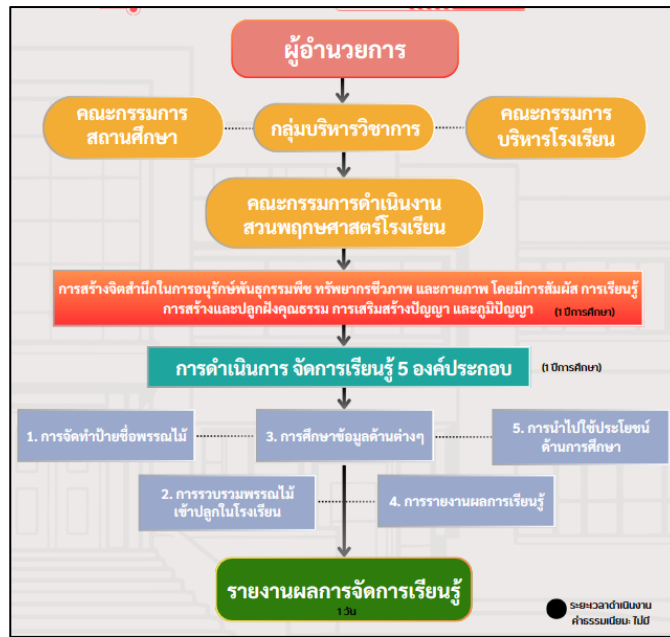 ผู้อำนวยการ
คณะกรรมการ
สถานศึกษา
กลุ่มบริหารวิชาการ
คณะกรรมการ
บริหารโรงเรียน
คณะกรรมการดำเนินงาน
สวนพฤกษศาสตร์โรงเรียน
การสร้างจิตสำนึกในการอนุรักษ์พันธุกรรมพืช ทรัพยากรชีวภาพ และกายภาพ โดยมีการสัมผัส การเรียนรู้
การสร้างและปลูกฝังคุณธรรม การเสริมสร้างปัญญา และภูมิปัญญา (1 ปีการศึกษา)
การดำเนินการ จัดการเรียนรู้ 5 องค์ประกอบ (1 ปีการศึกษา)
1. การจัดทำป้ายชื่อพรรณไม้
3. การศึกษาข้อมูลด้านต่างๆ
5. การนำไปใช้ประโยชน์
ด้านการศึกษา
2. การรวบรวมพรรณไม้
เข้าปลูกในโรงเรียน
4. การรายงานผลการเรียนรู้
รายงานผลการจัดการเรียนรู้
1 วัน
ระยะเวลาดำเนินงาน
ค่าธรรมเนียม: ไม่มี